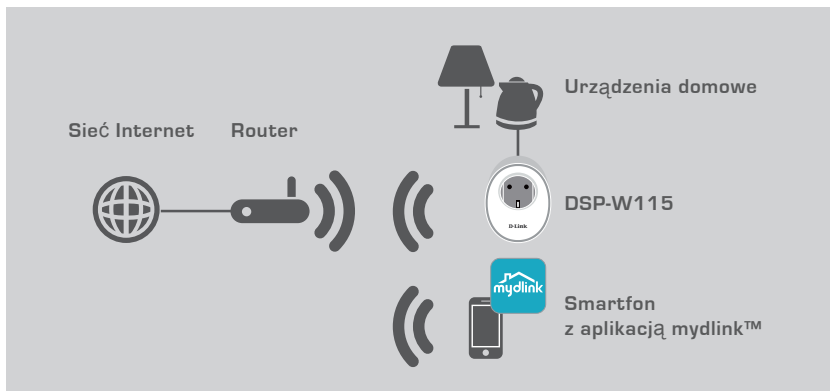 Urządzenia domowe
Sieć Internet
Router
DSP-W115
D-Link
mydlink
Smartfon
z aplikacją mydlink™